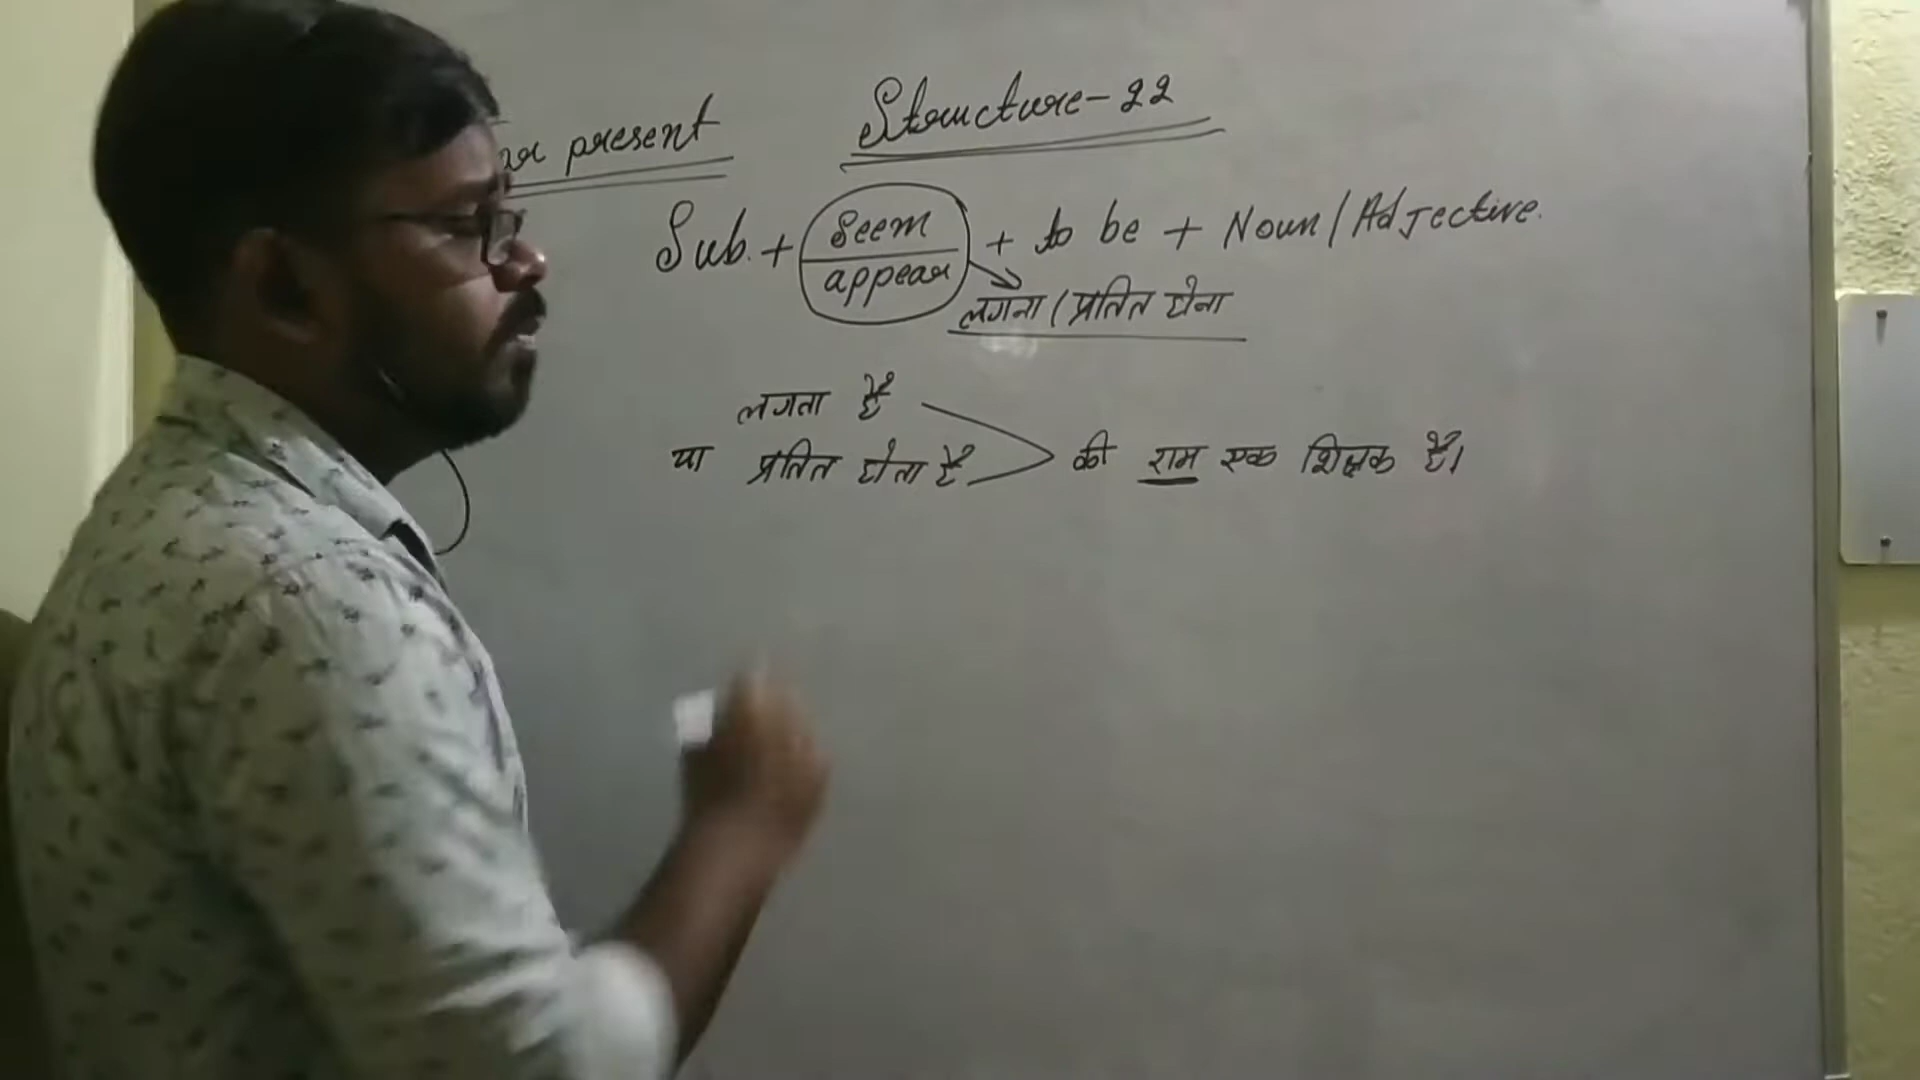 present
Structure-22
Sub. + seem / appear + to be + Noun / Adjective.
लगना / प्रतित होना
लगता है
या प्रतित होता है की राम एक शिक्षक है।